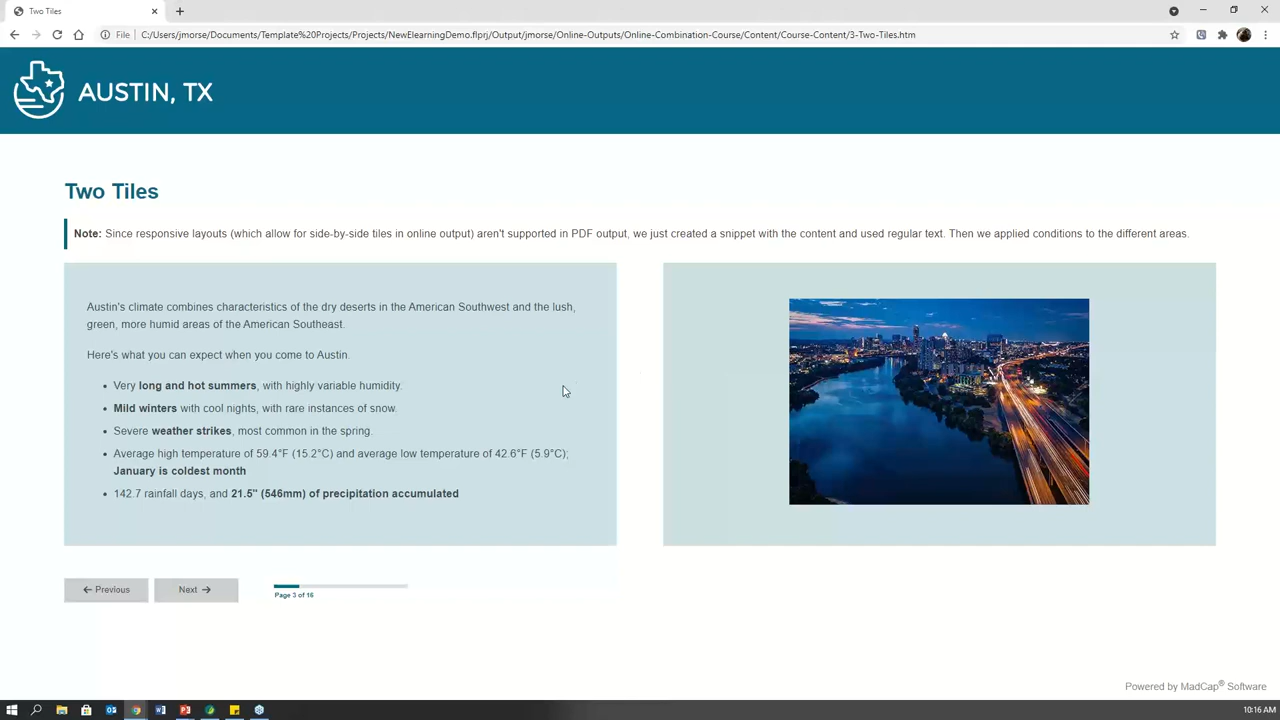 Two Tiles
File C:/Users/jmorse/Documents/Template%20Projects/Projects/NewElearningDemo.flprj/Output/jmorse/Online-Outputs/Online-Combination-Course/Content/Course-Content/3-Two-Tiles.htm
AUSTIN, TX
Two Tiles
Note: Since responsive layouts (which allow for side-by-side tiles in online output) aren't supported in PDF output, we just created a snippet with the content and used regular text. Then we applied conditions to the different areas.
Austin's climate combines characteristics of the dry deserts in the American Southwest and the lush,
green, more humid areas of the American Southeast.
Here's what you can expect when you come to Austin.
• Very long and hot summers, with highly variable humidity.
• Mild winters with cool nights, with rare instances of snow.
• Severe weather strikes, most common in the spring.
• Average high temperature of 59.4°F (15.2°C) and average low temperature of 42.6°F (5.9°C);
January is coldest month
• 142.7 rainfall days, and 21.5" (546mm) of precipitation accumulated
Previous
Next
Page 3 of 16
Powered by MadCap® Software
10:16 AM